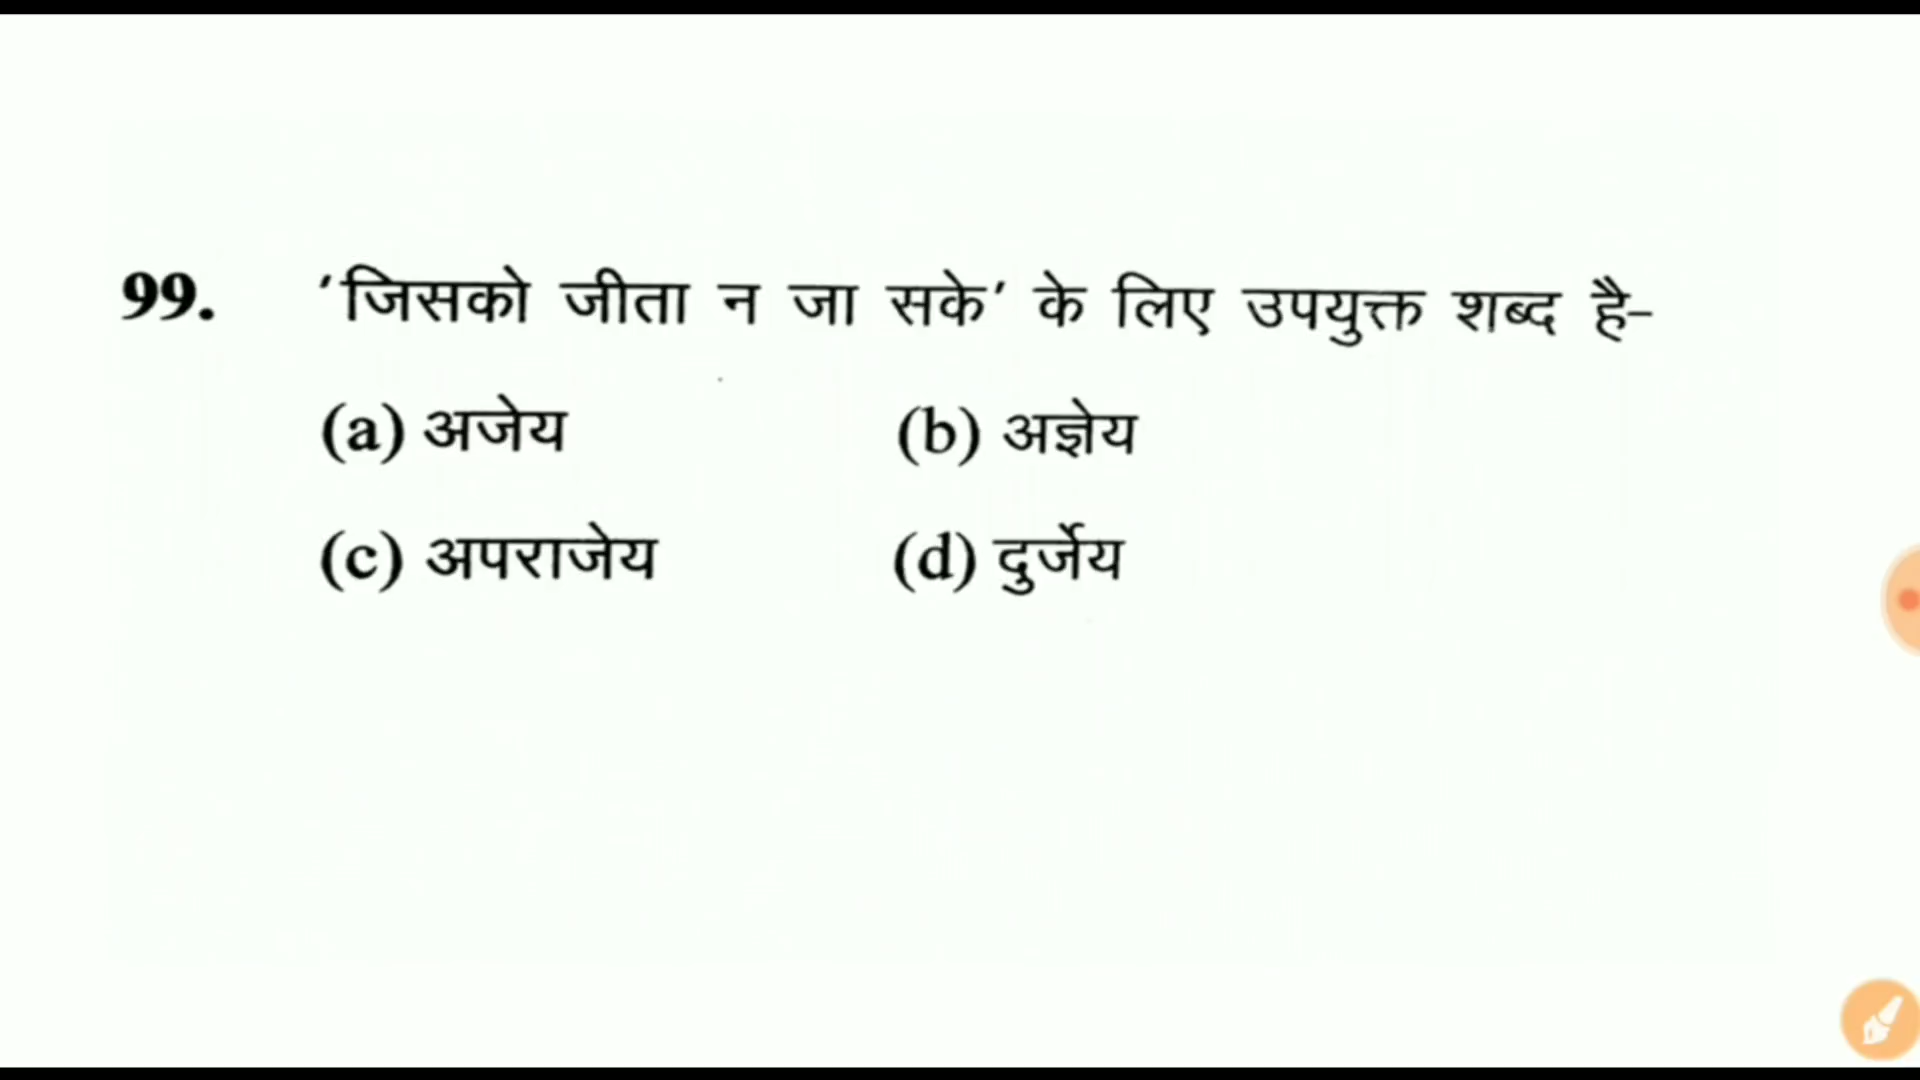 99. 'जिसको जीता न जा सके' के लिए उपयुक्त शब्द है-
(a) अजेय (b) अज्ञेय
(c) अपराजेय (d) दुर्जेय